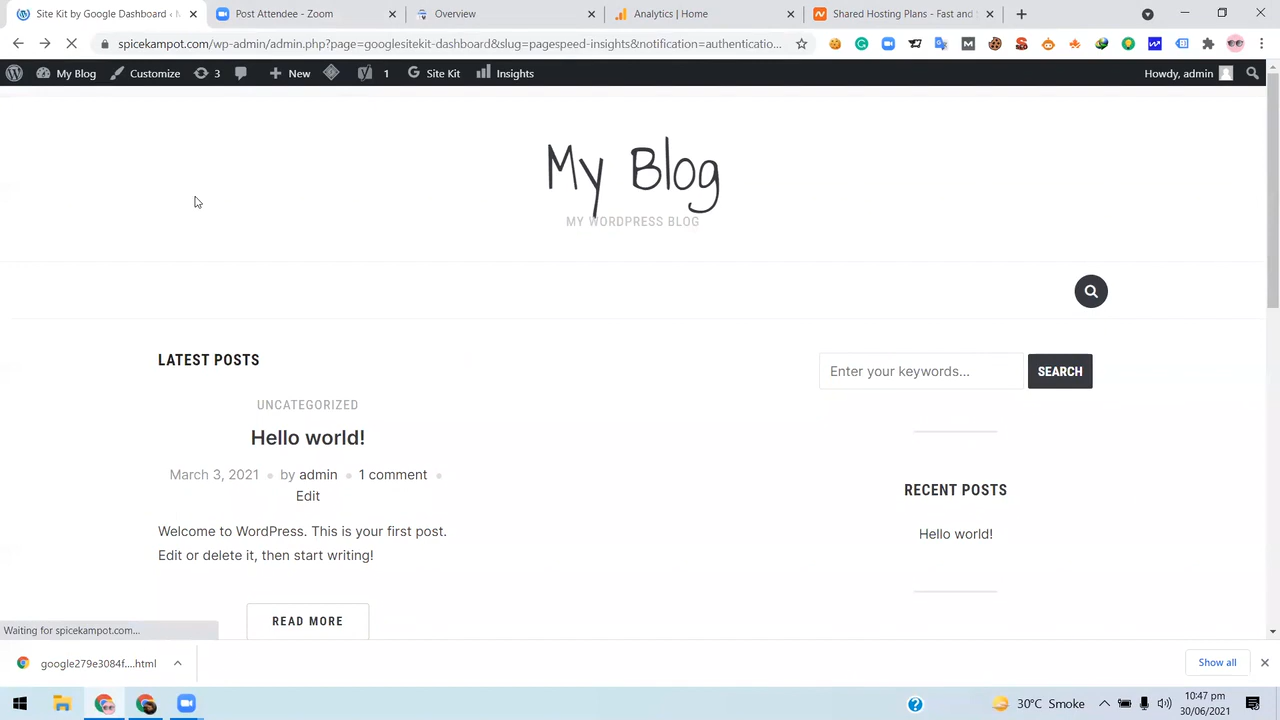 Site Kit by Google Dashboard ‹ M
Post Attendee - Zoom
Overview
Analytics | Home
Shared Hosting Plans - Fast and
spicekampot.com/wp-admin/admin.php?page=googlesitekit-dashboard&slug=pagespeed-insights&notification=authentication...
My Blog
Customize
3
New
1
Site Kit
Insights
Howdy, admin
My Blog
MY WORDPRESS BLOG
LATEST POSTS
Enter your keywords...
SEARCH
UNCATEGORIZED
Hello world!
March 3, 2021 • by admin • 1 comment •
Edit
RECENT POSTS
Hello world!
Welcome to WordPress. This is your first post.
Edit or delete it, then start writing!
READ MORE
Waiting for spicekampot.com...
google279e3084f....html
Show all
30°C Smoke
10:47 pm
30/06/2021